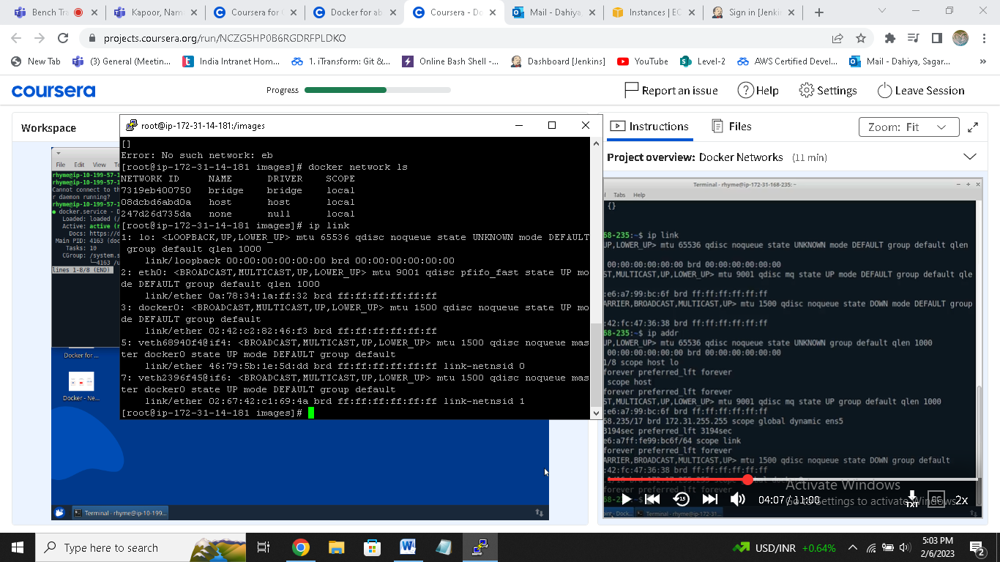 Bench Tra
Kapoor, Nam
Coursera for
Docker for ab
Coursera - Do
Mail - Dahiya,
Instances | EC
Sign in [Jenkin
projects.coursera.org/run/NCZG5HP0B6RGDRFPLDKO
New Tab
(3) General (Meetin...
India Intranet Hom...
1. iTransform: Git &...
Online Bash Shell -...
Dashboard [Jenkins]
YouTube
Level-2
AWS Certified Devel...
Mail - Dahiya, Sagar...
»
coursera
Progress
Report an issue
Help
Settings
Leave Session
Workspace
File Edit View Te
rhyme@ip-10-199-57-1
rhyme@ip-10-199-57-1
Cannot connect to th
r daemon running?
rhyme@ip-10-199-57-1
● docker.service - D
Loaded: loaded (/
Active: active (r
Docs: https://d
Main PID: 4163 (doc
Tasks: 10
CGroup: /system.s
└─4163 /u
lines 1-8/8 (END)
Docker for ...
Docker - Ne...
Terminal - rhyme@ip-10-199...
root@ip-172-31-14-181:/images
[]
Error: No such network: eb
[root@ip-172-31-14-181 images]# docker network ls
NETWORK ID NAME DRIVER SCOPE
7319eb400750 bridge bridge local
08dcbd6abd0a host host local
247d26d735da none null local
[root@ip-172-31-14-181 images]# ip link
1: lo: <LOOPBACK,UP,LOWER_UP> mtu 65536 qdisc noqueue state UNKNOWN mode DEFAULT
group default qlen 1000
link/loopback 00:00:00:00:00:00 brd 00:00:00:00:00:00
2: eth0: <BROADCAST,MULTICAST,UP,LOWER_UP> mtu 9001 qdisc pfifo_fast state UP mo
de DEFAULT group default qlen 1000
link/ether 0a:78:34:1a:ff:32 brd ff:ff:ff:ff:ff:ff
3: docker0: <BROADCAST,MULTICAST,UP,LOWER_UP> mtu 1500 qdisc noqueue state UP mo
de DEFAULT group default
link/ether 02:42:c2:82:46:f3 brd ff:ff:ff:ff:ff:ff
5: veth68940f4@if4: <BROADCAST,MULTICAST,UP,LOWER_UP> mtu 1500 qdisc noqueue mas
ter docker0 state UP mode DEFAULT group default
link/ether 46:79:5b:1e:5d:dd brd ff:ff:ff:ff:ff:ff link-netnsid 0
7: veth2396f45@if6: <BROADCAST,MULTICAST,UP,LOWER_UP> mtu 1500 qdisc noqueue mas
ter docker0 state UP mode DEFAULT group default
link/ether 02:67:42:c1:69:4a brd ff:ff:ff:ff:ff:ff link-netnsid 1
[root@ip-172-31-14-181 images]#
Instructions
Files
Zoom: Fit
Project overview: Docker Networks (11 min)
Terminal - rhyme@ip-172-31-168-235: ~
Tabs Help
{}
68-235:~$ ip link
UP,LOWER_UP> mtu 65536 qdisc noqueue state UNKNOWN mode DEFAULT group default qlen
00:00:00:00:00:00 brd 00:00:00:00:00:00
ST,MULTICAST,UP,LOWER_UP> mtu 9001 qdisc mq state UP mode DEFAULT group default qle
:e6:a7:99:bc:6f brd ff:ff:ff:ff:ff:ff
ARRIER,BROADCAST,MULTICAST,UP> mtu 1500 qdisc noqueue state DOWN mode DEFAULT group
:42:fc:47:36:38 brd ff:ff:ff:ff:ff:ff
68-235:~$ ip addr
UP,LOWER_UP> mtu 65536 qdisc noqueue state UNKNOWN group default qlen 1000
00:00:00:00:00:00 brd 00:00:00:00:00:00
1/8 scope host lo
forever preferred_lft forever
scope host
forever preferred_lft forever
ST,MULTICAST,UP,LOWER_UP> mtu 9001 qdisc mq state UP group default qlen 1000
:e6:a7:99:bc:6f brd ff:ff:ff:ff:ff:ff
68.235/17 brd 172.31.255.255 scope global dynamic ens5
3194sec preferred_lft 3194sec
e6:a7ff:fe99:bc6f/64 scope link
forever preferred_lft forever
ARRIER,BROADCAST,MULTICAST,UP> mtu 1500 qdisc noqueue state DOWN group default
:42:fc:47:36:38 brd ff:ff:ff:ff:ff:ff
forever preferred_lft forever
68-235:~$
Activate Windows
Go to Settings to activate Windows.
15
04:07 / 11:00
TXT
CC
2x
Terminal - rhyme@ip-172-31...
Type here to search
USD/INR +0.64%
5:03 PM
2/6/2023
2